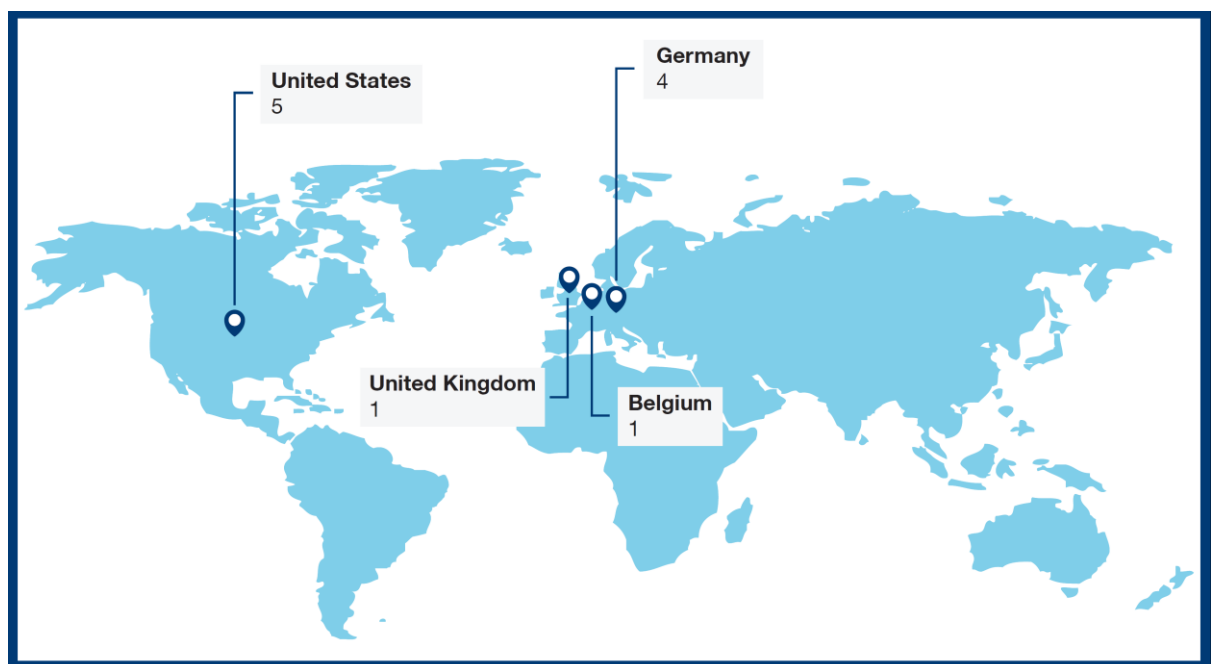 United States
5
Germany
4
United Kingdom
1
Belgium
1